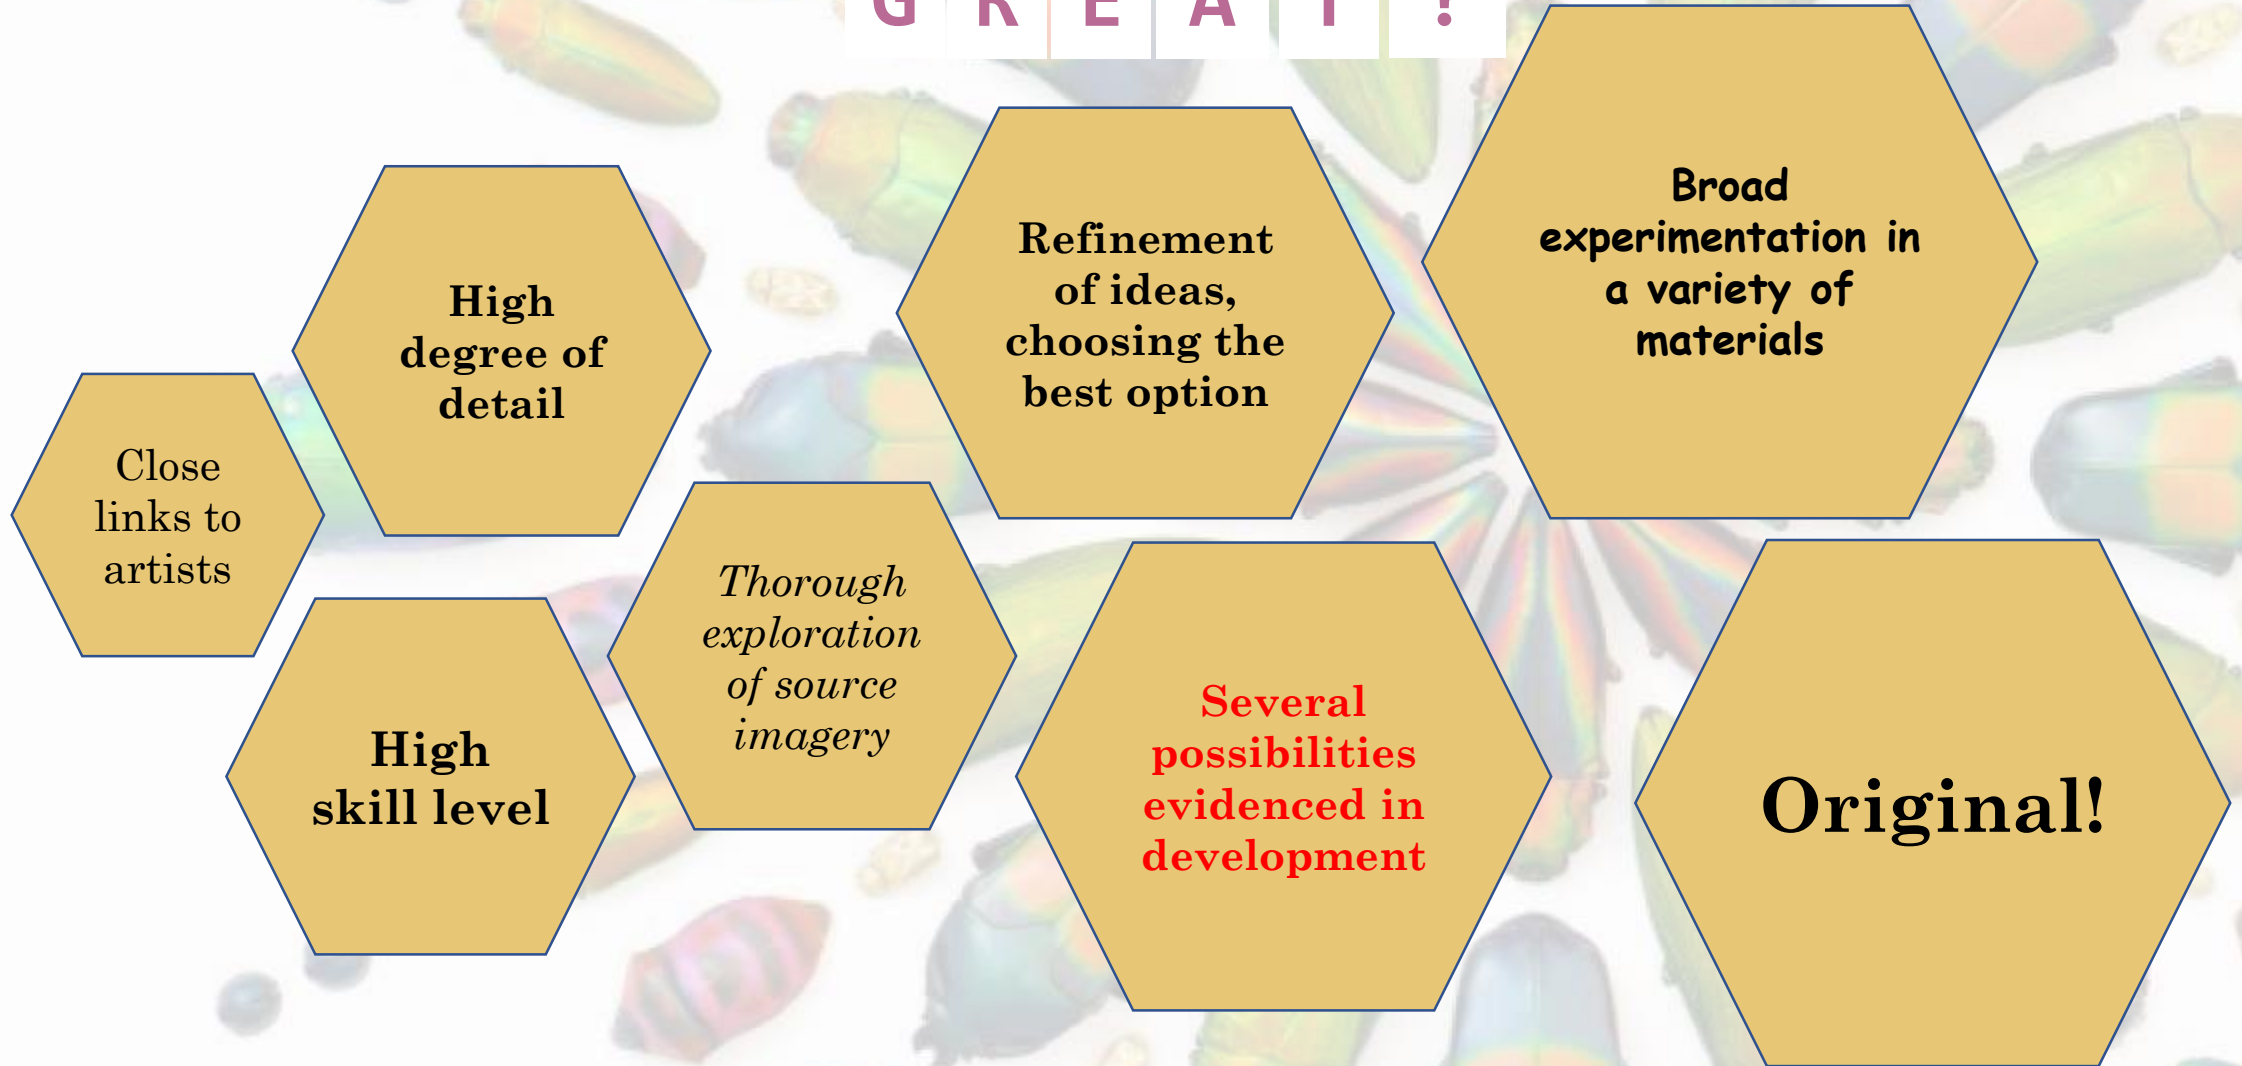 GREAT!
Close
links to
artists
High
degree of
detail
High
skill level
Thorough
exploration
of source
imagery
Refinement
of ideas,
choosing the
best option
Several
possibilities
evidenced in
development
Broad
experimentation in
a variety of
materials
Original!